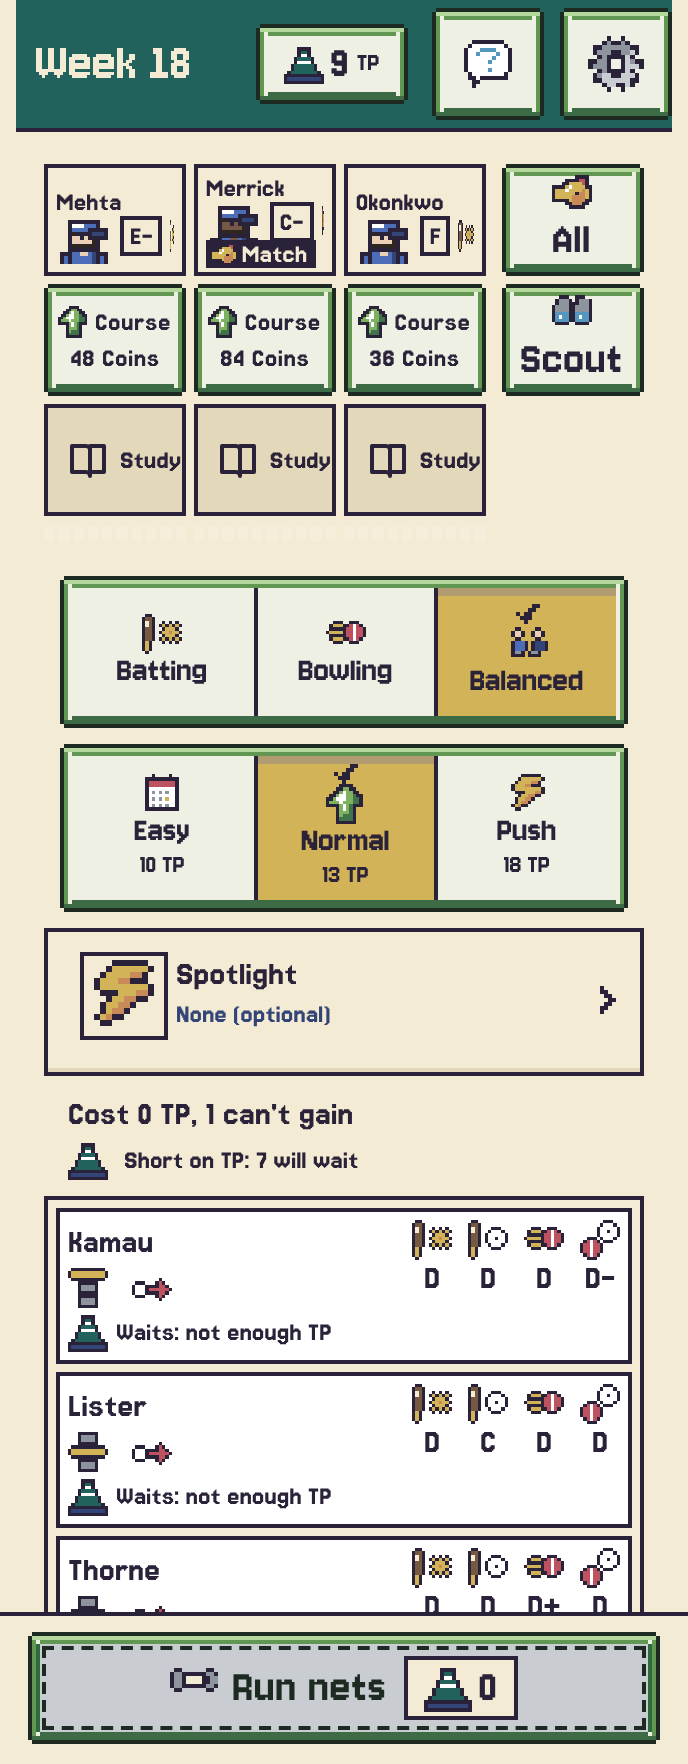 Week 18
9 TP
Mehta
E-
Merrick
C-
Match
Okonkwo
F
All
Course
48 Coins
Course
84 Coins
Course
36 Coins
Scout
Study
Study
Study
Batting
Bowling
Balanced
Easy
10 TP
Normal
13 TP
Push
18 TP
Spotlight
None (optional)
Cost 0 TP, 1 can't gain
Short on TP: 7 will wait
Kamau
D D D D-
Waits: not enough TP
Lister
D C D D
Waits: not enough TP
Thorne
D D D+ D
Run nets 0